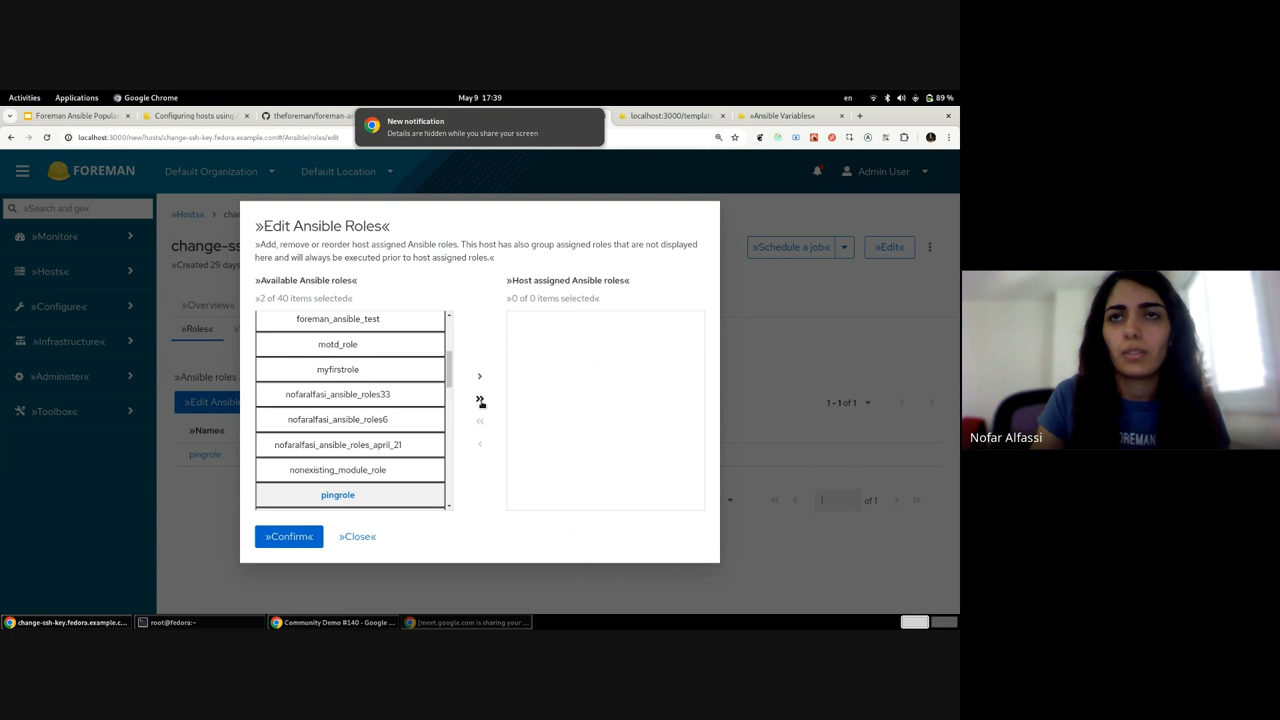 Activities Applications Google Chrome May 9 17:39 en 89 %
Foreman Ansible Popula Configuring hosts using theforeman/foreman-an localhost:3000/template »Ansible Variables«
New notification
Details are hidden while you share your screen
localhost:3000/new/hosts/change-ssh-key.fedora.example.com#/Ansible/roles/edit
FOREMAN Default Organization Default Location Admin User
»Search and go«
»Monitor«
»Hosts«
»Configure«
»Infrastructure«
»Administer«
»Toolbox«
»Hosts« > chan
change-ss
»Created 29 days
»Schedule a job« »Edit«
»Overview«
»Roles«
»Ansible roles
»Edit Ansible
1 - 1 of 1
»Name«
pingrole
1 of 1
»Edit Ansible Roles«
»Add, remove or reorder host assigned Ansible roles. This host has also group assigned roles that are not displayed
here and will always be executed prior to host assigned roles.«
»Available Ansible roles« »Host assigned Ansible roles«
»2 of 40 items selected« »0 of 0 items selected«
foreman_ansible_test
motd_role
myfirstrole
nofaralfasi_ansible_roles33
nofaralfasi_ansible_roles6
nofaralfasi_ansible_roles_april_21
nonexisting_module_role
pingrole
»Confirm« »Close«
change-ssh-key.fedora.example.c... root@fedora:~ Community Demo #140 - Google ... [meet.google.com is sharing your ...
Nofar Alfassi
OREMAN